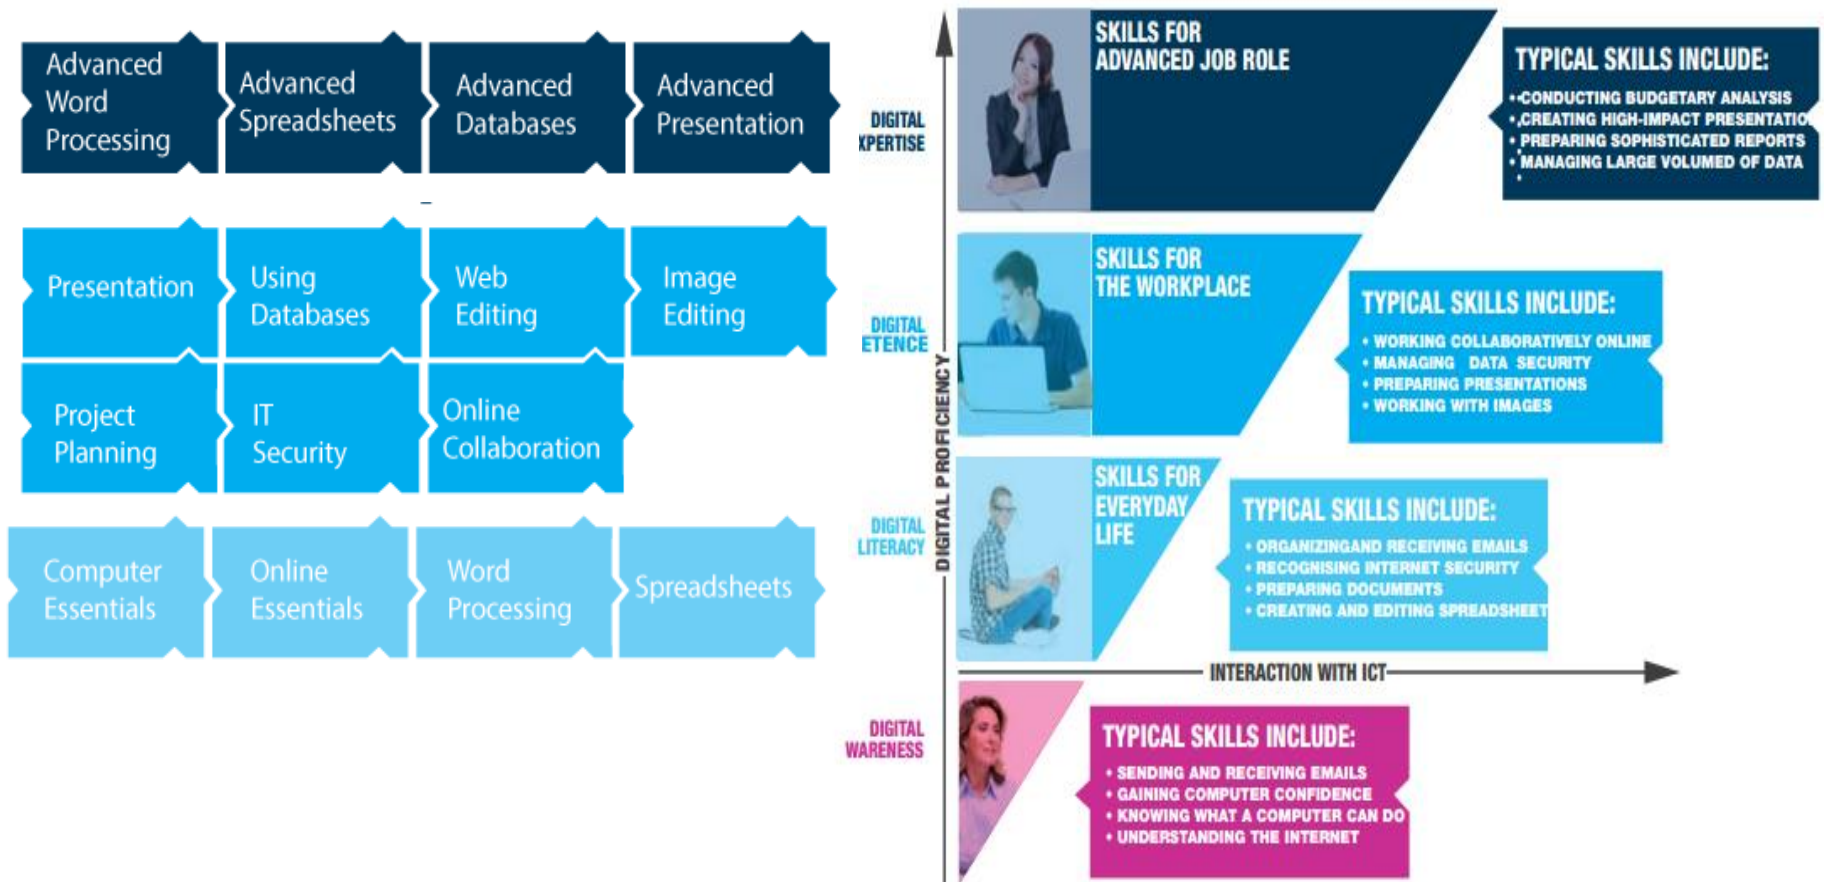 Advanced
Word
Processing
Advanced
Spreadsheets
Advanced
Databases
Advanced
Presentation
Presentation
Using
Databases
Web
Editing
Image
Editing
Project
Planning
IT
Security
Online
Collaboration
Computer
Essentials
Online
Essentials
Word
Processing
Spreadsheets
DIGITAL
XPERTISE
DIGITAL
ETENCE
DIGITAL
LITERACY
DIGITAL
WARENESS
DIGITAL PROFICIENCY
SKILLS FOR
ADVANCED JOB ROLE
TYPICAL SKILLS INCLUDE:
• CONDUCTING BUDGETARY ANALYSIS
• CREATING HIGH-IMPACT PRESENTATIO
• PREPARING SOPHISTICATED REPORTS
• MANAGING LARGE VOLUMED OF DATA
SKILLS FOR
THE WORKPLACE
TYPICAL SKILLS INCLUDE:
• WORKING COLLABORATIVELY ONLINE
• MANAGING DATA SECURITY
• PREPARING PRESENTATIONS
• WORKING WITH IMAGES
SKILLS FOR
EVERYDAY
LIFE
TYPICAL SKILLS INCLUDE:
• ORGANIZINGAND RECEIVING EMAILS
• RECOGNISING INTERNET SECURITY
• PREPARING DOCUMENTS
• CREATING AND EDITING SPREADSHEET
INTERACTION WITH ICT
TYPICAL SKILLS INCLUDE:
• SENDING AND RECEIVING EMAILS
• GAINING COMPUTER CONFIDENCE
• KNOWING WHAT A COMPUTER CAN DO
• UNDERSTANDING THE INTERNET